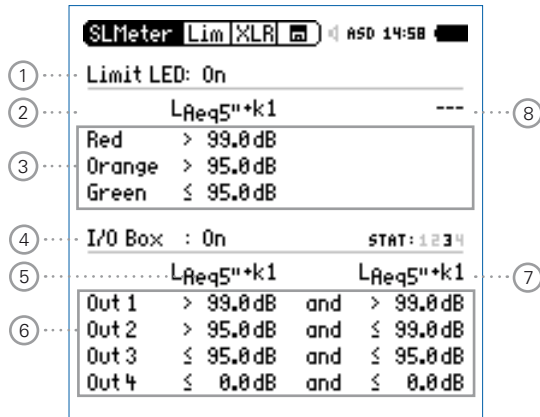 SLMeter Lim XLR ASD 14:58
1 Limit LED: On
2 LAeq5"+k1 --- 8
Red > 99.0dB
3 Orange > 95.0dB
Green ≤ 95.0dB
4 I/O Box : On STAT: 1 2 3 4
5 LAeq5"+k1 LAeq5"+k1 7
Out 1 > 99.0dB and > 99.0dB
6 Out 2 > 95.0dB and ≤ 99.0dB
Out 3 ≤ 95.0dB and ≤ 95.0dB
Out 4 ≤ 0.0dB and ≤ 0.0dB